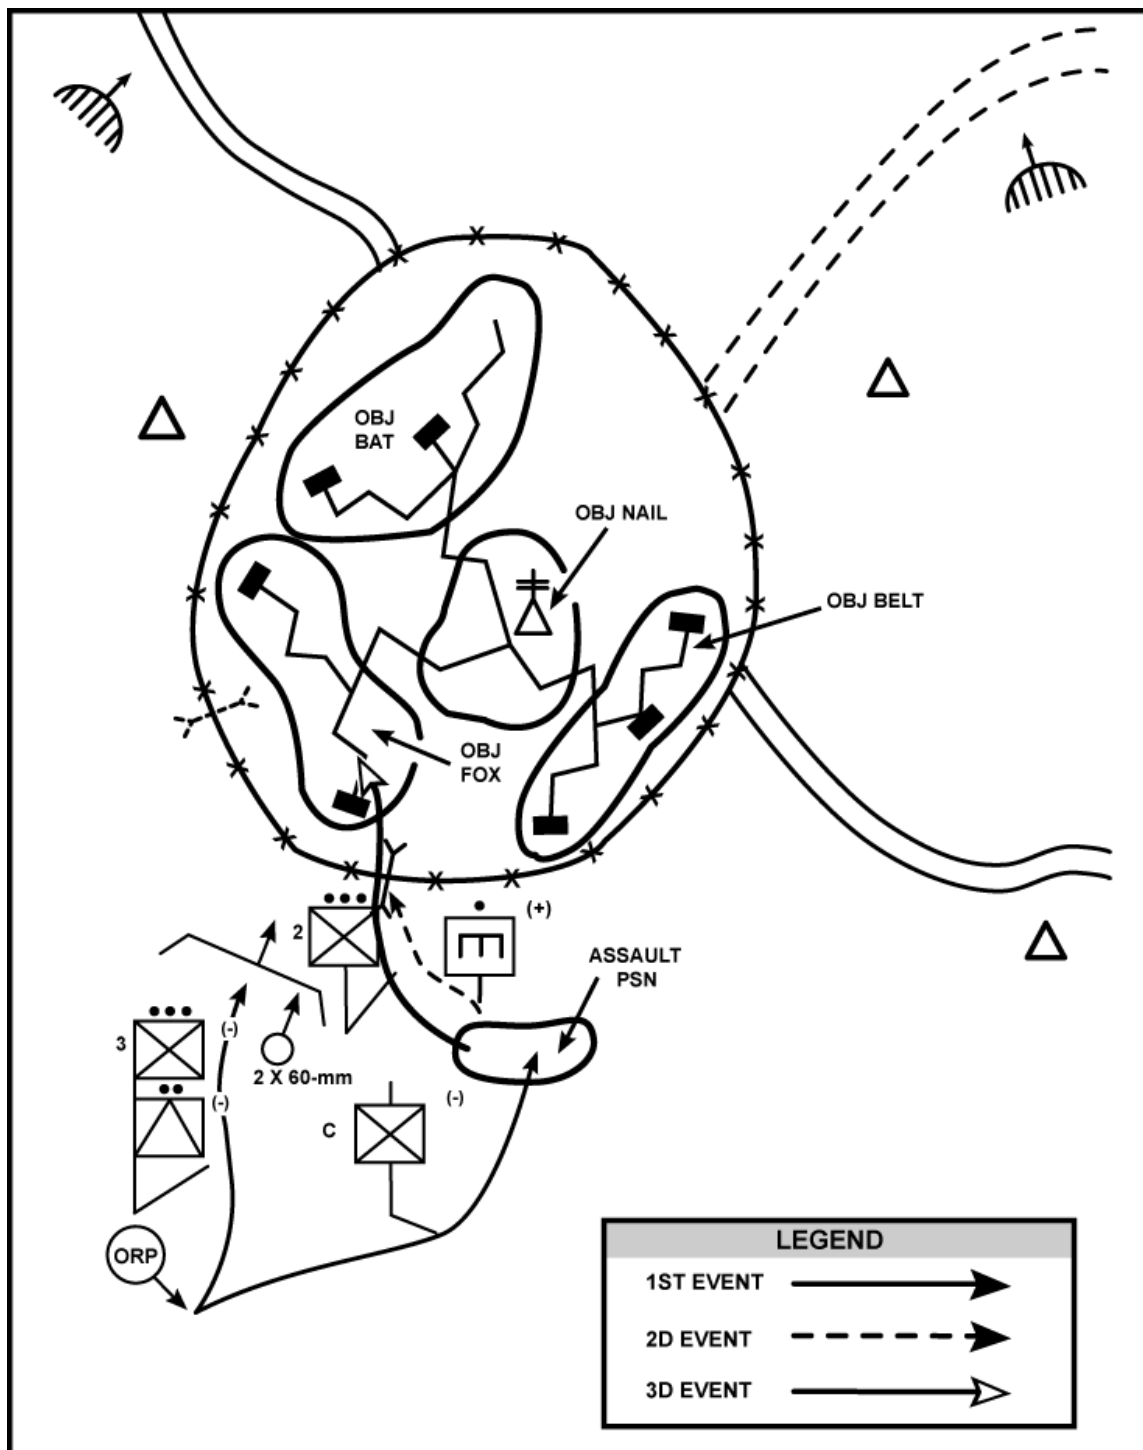 OBJ
BAT
OBJ NAIL
OBJ BELT
OBJ
FOX
2
(+)
ASSAULT
PSN
3
(-)
2 X 60-mm
(-)
(-)
C
ORP
LEGEND
1ST EVENT
2D EVENT
3D EVENT